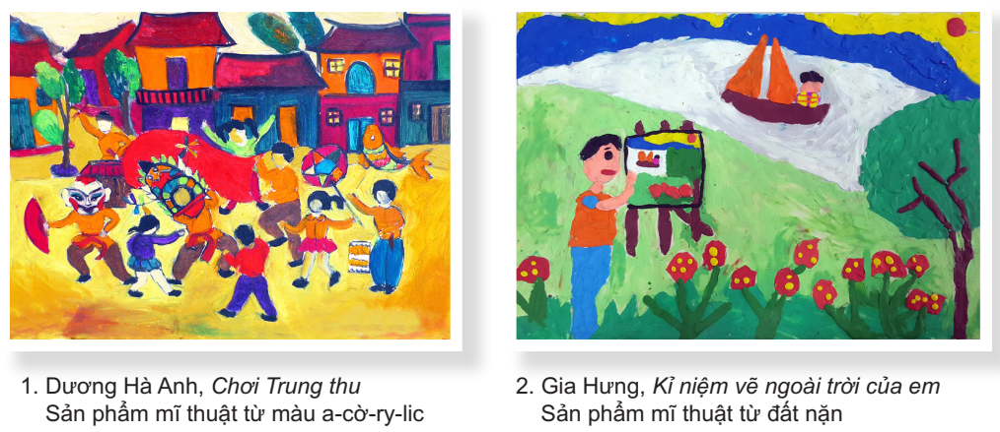 1. Dương Hà Anh, Chơi Trung thu
Sản phẩm mĩ thuật từ màu a-cờ-ry-lic
2. Gia Hưng, Kỉ niệm vẽ ngoài trời của em
Sản phẩm mĩ thuật từ đất nặn